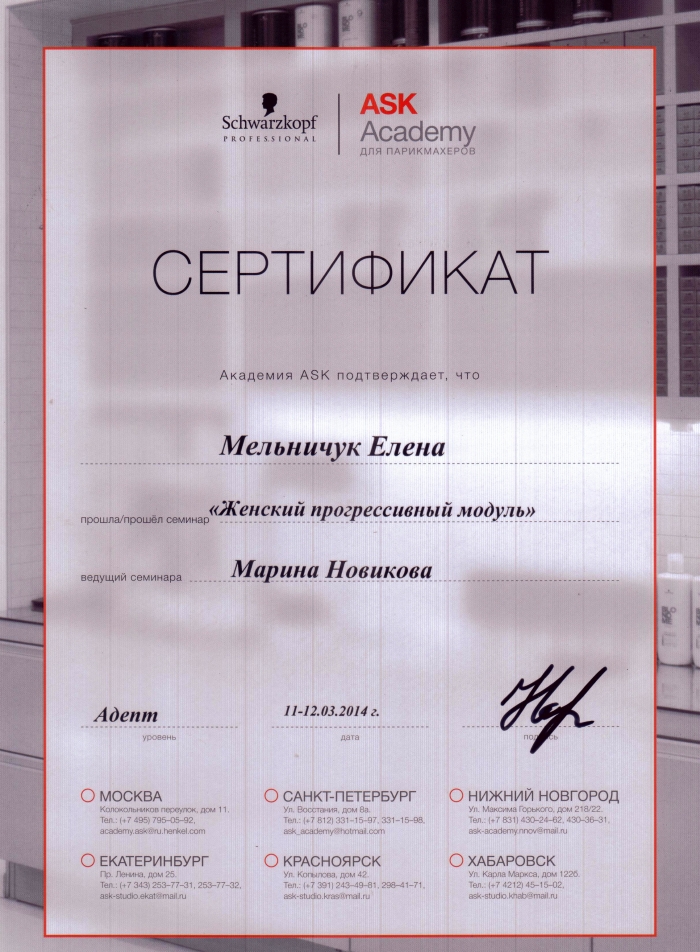 Schwarzkopf
PROFESSIONAL
ASK
Academy
ДЛЯ ПАРИКМАХЕРОВ
СЕРТИФИКАТ
Академия ASK подтверждает, что
Мельничук Елена
прошла/прошёл семинар «Женский прогрессивный модуль»
ведущий семинара Марина Новикова
Адепт 11-12.03.2014 г.
уровень дата подпись
МОСКВА
Колокольников переулок, дом 11.
Тел.: (+7 495) 795–05–92,
academy.ask@ru.henkel.com
САНКТ-ПЕТЕРБУРГ
Ул. Восстания, дом 8а.
Тел.: (+7 812) 331–15–97, 331–15–98,
ask_academy@hotmail.com
НИЖНИЙ НОВГОРОД
Ул. Максима Горького, дом 218/22.
Тел.: (+7 831) 430–24–62, 430–36–31,
ask-academy.nnov@mail.ru
ЕКАТЕРИНБУРГ
Пр. Ленина, дом 25.
Тел.: (+7 343) 253–77–31, 253–77–32,
ask-studio.ekat@mail.ru
КРАСНОЯРСК
Ул. Копылова, дом 42.
Тел.: (+7 391) 243–49–81, 298–41–71,
ask-studio.kras@mail.ru
ХАБАРОВСК
Ул. Карла Маркса, дом 122б.
Тел.: (+7 4212) 45–15–02,
ask-studio.khab@mail.ru